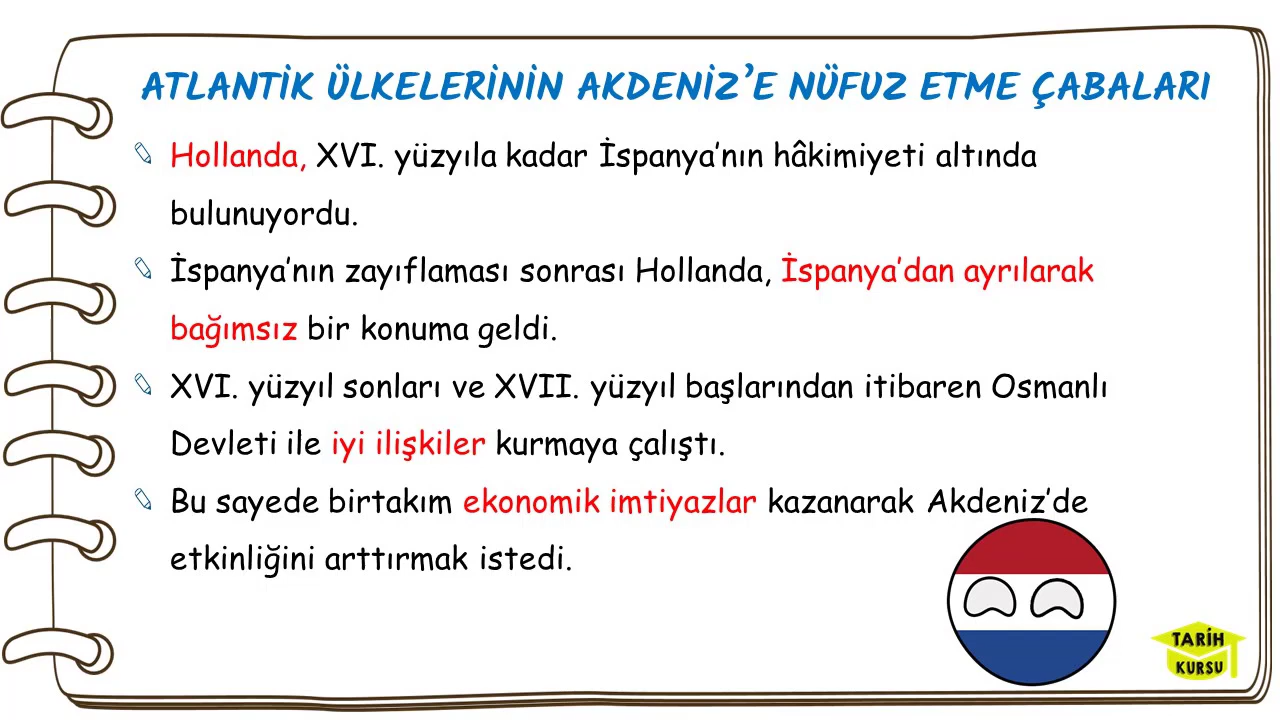 ATLANTİK ÜLKELERİNİN AKDENİZ’E NÜFUZ ETME ÇABALARI
Hollanda, XVI. yüzyıla kadar İspanya’nın hâkimiyeti altında
bulunuyordu.
İspanya’nın zayıflaması sonrası Hollanda, İspanya’dan ayrılarak
bağımsız bir konuma geldi.
XVI. yüzyıl sonları ve XVII. yüzyıl başlarından itibaren Osmanlı
Devleti ile iyi ilişkiler kurmaya çalıştı.
Bu sayede birtakım ekonomik imtiyazlar kazanarak Akdeniz’de
etkinliğini arttırmak istedi.
TARİH
KURSU